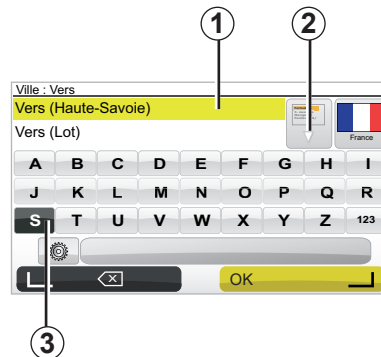 1 2
Ville : Vers
Vers (Haute-Savoie)
Vers (Lot)
France
A B C D E F G H I
J K L M N O P Q R
S T U V W X Y Z 123
OK
3